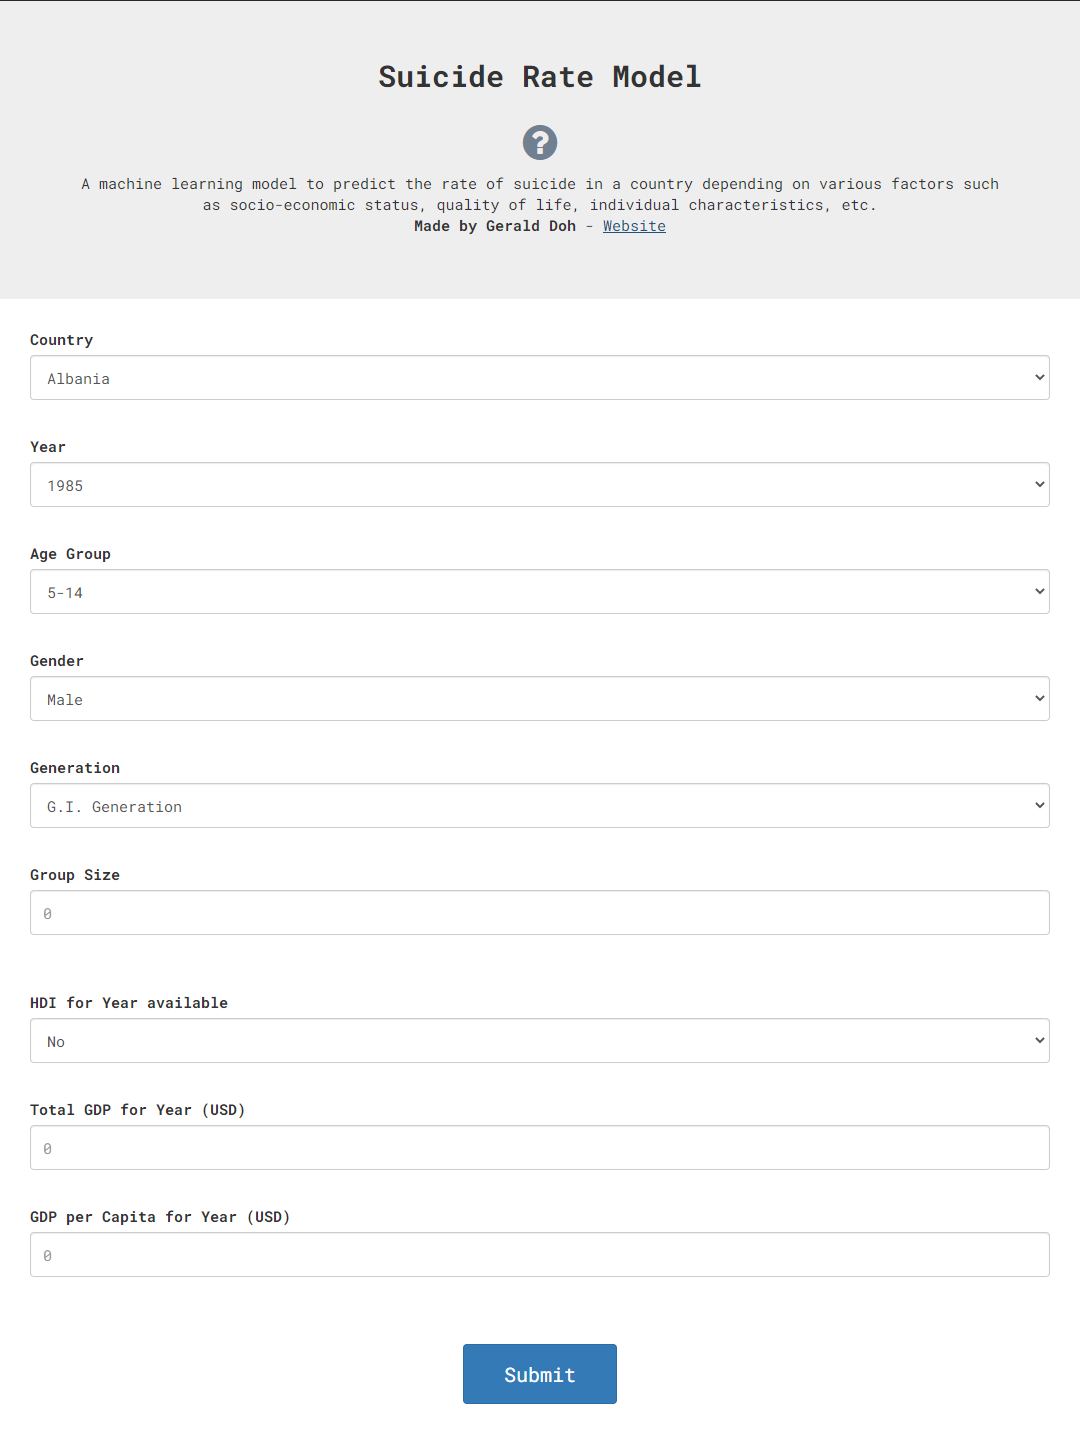 Suicide Rate Model
?
A machine learning model to predict the rate of suicide in a country depending on various factors such
as socio-economic status, quality of life, individual characteristics, etc.
Made by Gerald Doh - Website
Country
Albania
Year
1985
Age Group
5-14
Gender
Male
Generation
G.I. Generation
Group Size
0
HDI for Year available
No
Total GDP for Year (USD)
0
GDP per Capita for Year (USD)
0
Submit